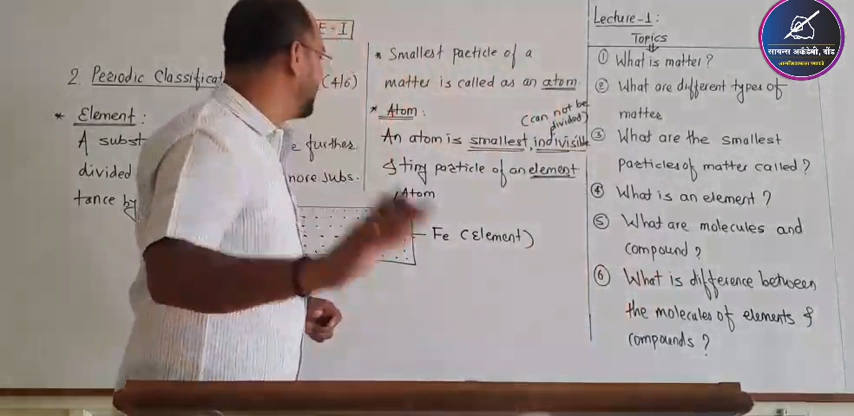 E - I
2. Periodic Classificat (4|6)
* Element :
A subst e further
divided more subs.
tance by
* Smallest particle of a
matter is called as an atom.
* Atom :
(can not be
divided)
An atom is smallest, indivisible
& tiny particle of an element
Atom
Fe (Element)
Lecture-1 :
Topics
① What is matter ?
② What are different types of
matter
③ What are the smallest
particles of matter called ?
④ What is an element ?
⑤ What are molecules and
compound ?
⑥ What is difference between
the molecules of elements &
compounds ?
सायन्स अकॅडेमी, बोंड